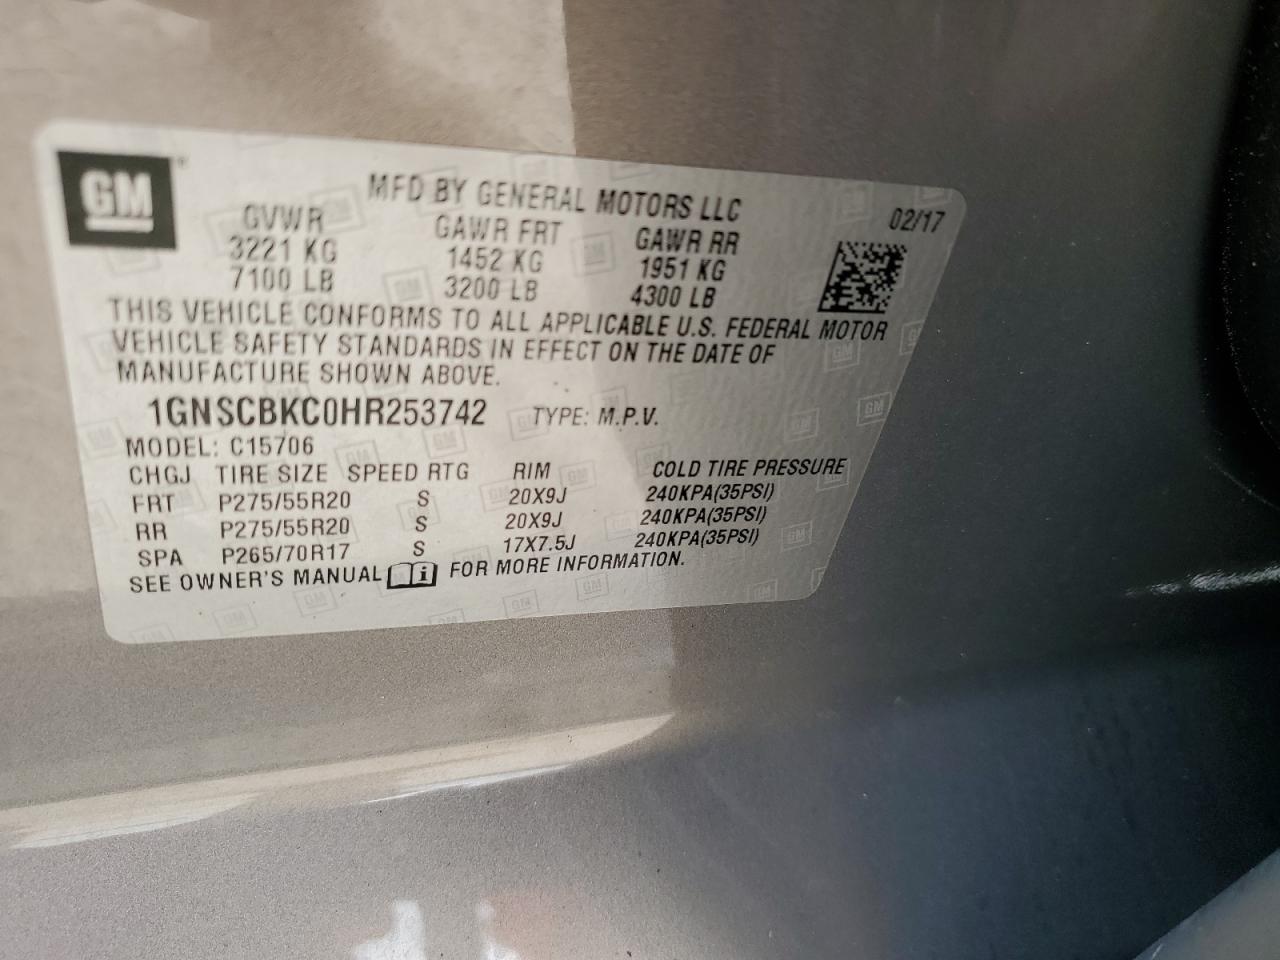 GM
MFD BY GENERAL MOTORS LLC
02/17
GVWR GAWR FRT GAWR RR
3221 KG 1452 KG 1951 KG
7100 LB 3200 LB 4300 LB
THIS VEHICLE CONFORMS TO ALL APPLICABLE U.S. FEDERAL MOTOR
VEHICLE SAFETY STANDARDS IN EFFECT ON THE DATE OF
MANUFACTURE SHOWN ABOVE.
1GNSCBKC0HR253742 TYPE: M.P.V.
MODEL: C15706
CHGJ TIRE SIZE SPEED RTG RIM COLD TIRE PRESSURE
FRT P275/55R20 S 20X9J 240KPA(35PSI)
RR P275/55R20 S 20X9J 240KPA(35PSI)
SPA P265/70R17 S 17X7.5J 240KPA(35PSI)
SEE OWNER'S MANUAL i FOR MORE INFORMATION.